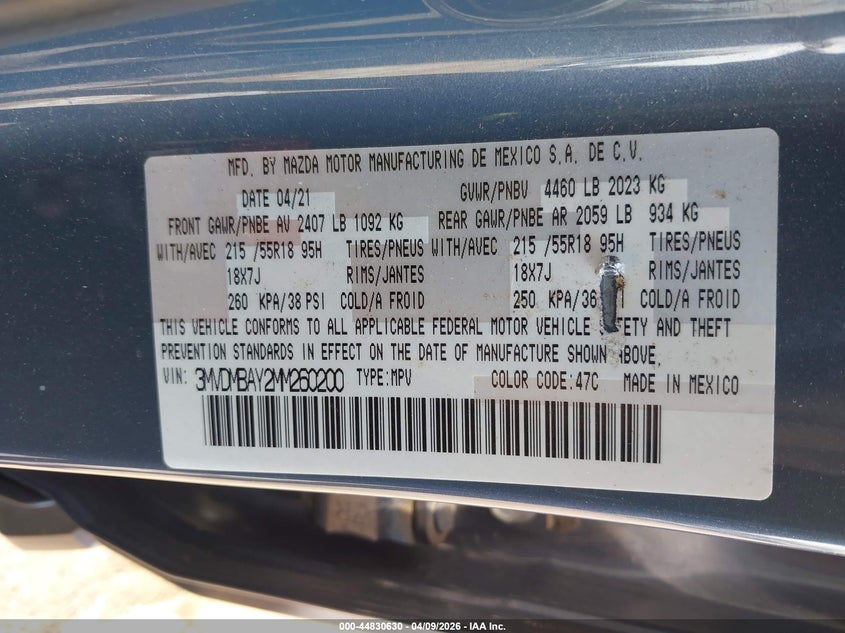 MFD. BY MAZDA MOTOR MANUFACTURING DE MEXICO S.A. DE C.V.
DATE 04/21 GVWR/PNBV 4460 LB 2023 KG
FRONT GAWR/PNBE AV 2407 LB 1092 KG REAR GAWR/PNBE AR 2059 LB 934 KG
WITH/AVEC 215 /55R18 95H TIRES/PNEUS WITH/AVEC 215 /55R18 95H TIRES/PNEUS
18X7J RIMS/JANTES 18X7J RIMS/JANTES
260 KPA/38 PSI COLD/A FROID 250 KPA/36 COLD/A FROID
THIS VEHICLE CONFORMS TO ALL APPLICABLE FEDERAL MOTOR VEHICLE AND THEFT
PREVENTION STANDARDS IN EFFECT ON THE DATE OF MANUFACTURE SHOWN ABOVE.
VIN: 3MVDMBAY2MM260200 TYPE:MPV COLOR CODE:47C MADE IN MEXICO
000-44830630 - 04/09/2026 - IAA Inc.